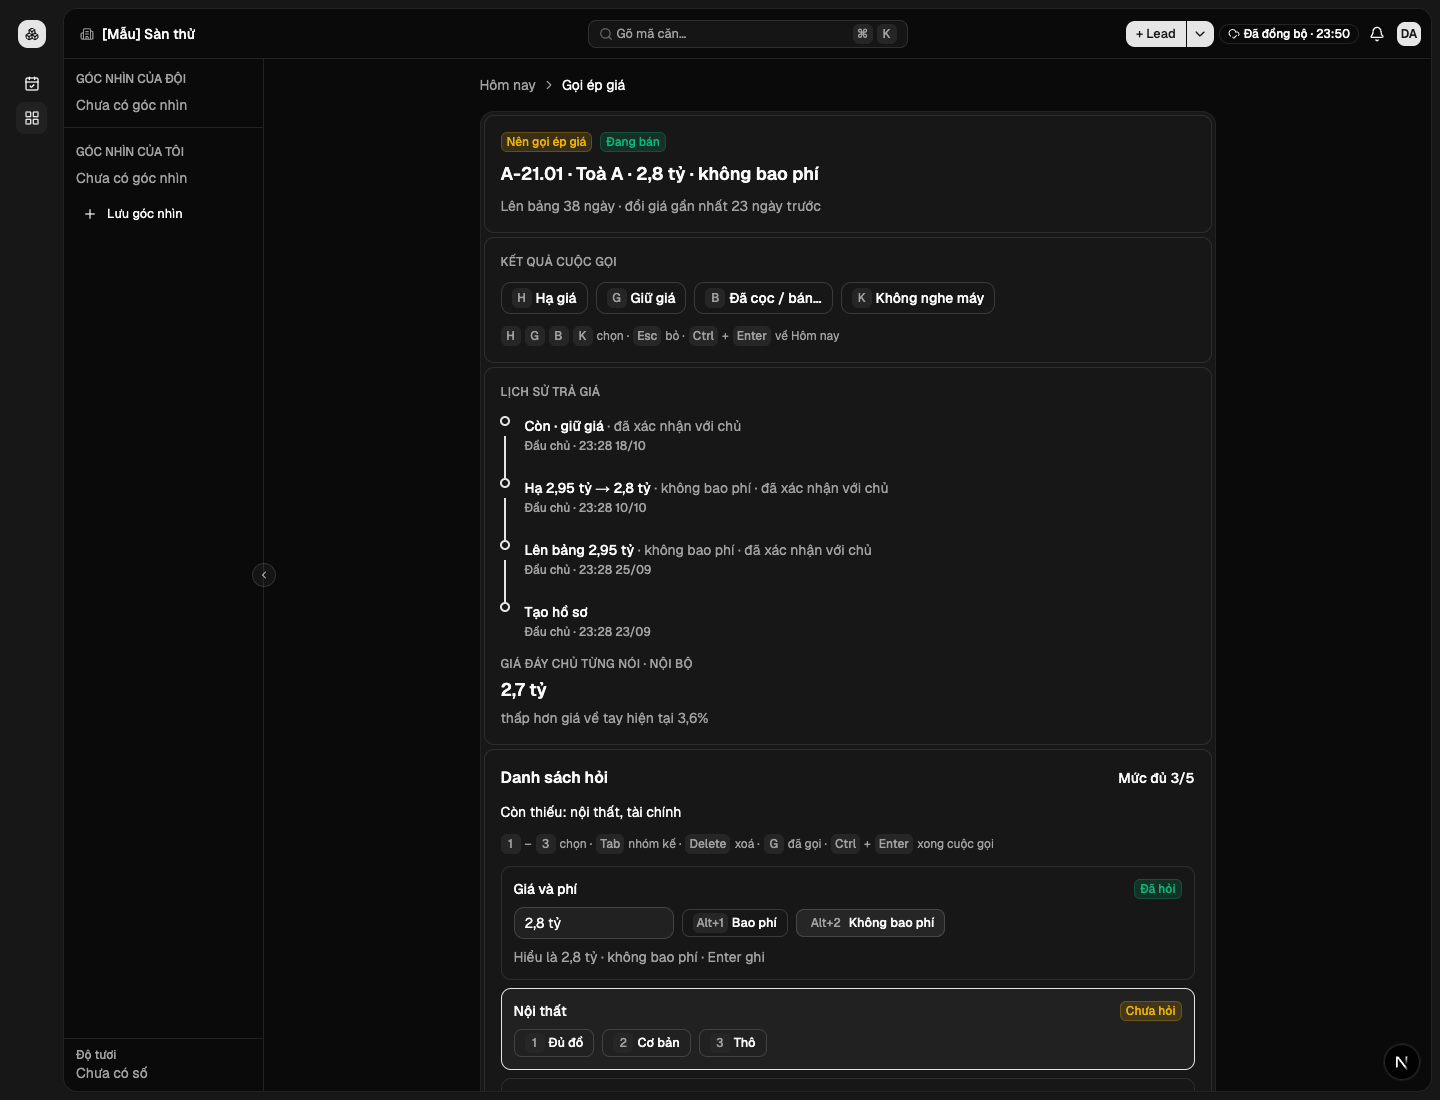 [Mẫu] Sàn thử
Gõ mã căn... ⌘ K
+ Lead
Đã đồng bộ · 23:50
DA
GÓC NHÌN CỦA ĐỘI
Chưa có góc nhìn
GÓC NHÌN CỦA TÔI
Chưa có góc nhìn
+ Lưu góc nhìn
Độ tươi
Chưa có số
Hôm nay > Gọi ép giá
Nên gọi ép giá Đang bán
A-21.01 · Toà A · 2,8 tỷ · không bao phí
Lên bảng 38 ngày · đổi giá gần nhất 23 ngày trước
KẾT QUẢ CUỘC GỌI
H Hạ giá G Giữ giá B Đã cọc / bán... K Không nghe máy
H G B K chọn · Esc bỏ · Ctrl + Enter về Hôm nay
LỊCH SỬ TRẢ GIÁ
Còn · giữ giá · đã xác nhận với chủ
Đầu chủ · 23:28 18/10
Hạ 2,95 tỷ → 2,8 tỷ · không bao phí · đã xác nhận với chủ
Đầu chủ · 23:28 10/10
Lên bảng 2,95 tỷ · không bao phí · đã xác nhận với chủ
Đầu chủ · 23:28 25/09
Tạo hồ sơ
Đầu chủ · 23:28 23/09
GIÁ ĐÁY CHỦ TỪNG NÓI · NỘI BỘ
2,7 tỷ
thấp hơn giá về tay hiện tại 3,6%
Danh sách hỏi Mức đủ 3/5
Còn thiếu: nội thất, tài chính
1 – 3 chọn · Tab nhóm kế · Delete xoá · G đã gọi · Ctrl + Enter xong cuộc gọi
Giá và phí Đã hỏi
2,8 tỷ Alt+1 Bao phí Alt+2 Không bao phí
Hiểu là 2,8 tỷ · không bao phí · Enter ghi
Nội thất Chưa hỏi
1 Đủ đồ 2 Cơ bản 3 Thô
N